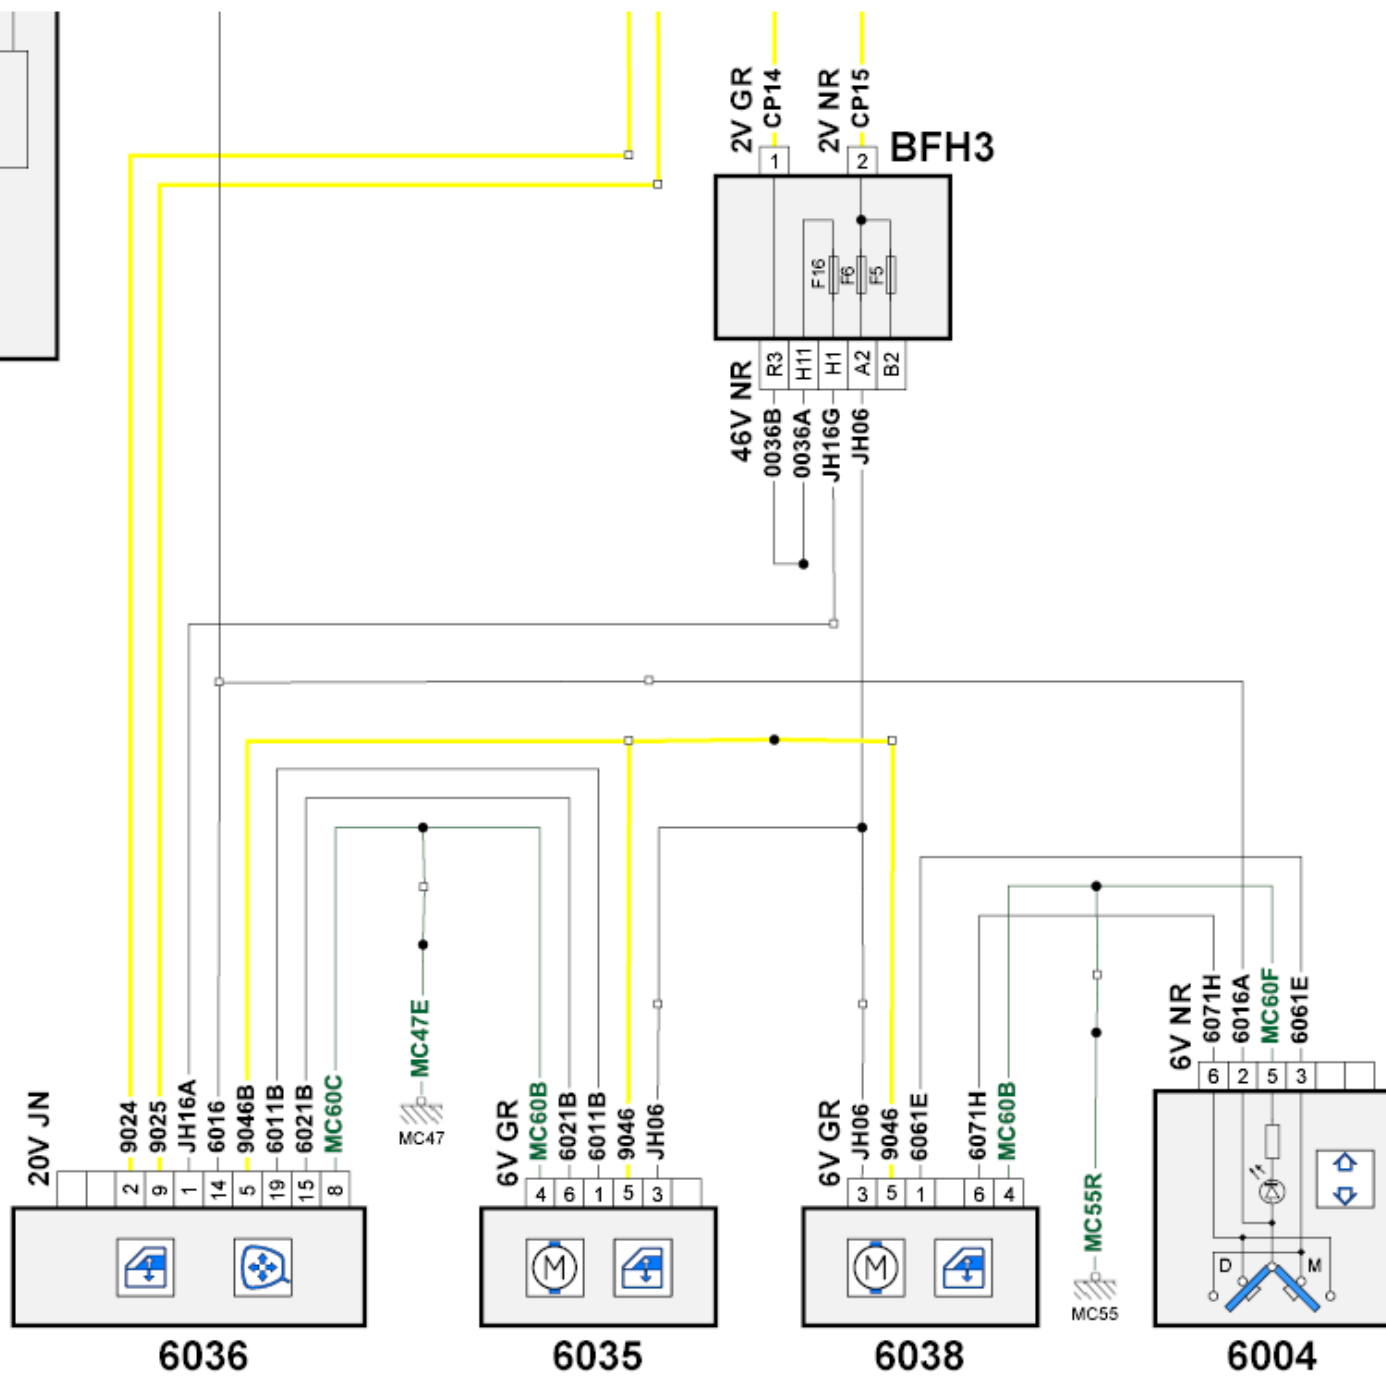 2V GR
CP14
2V NR
CP15
BFH3
1
2
F16
F6
F5
46V NR
R3
H11
H1
A2
B2
0036B
0036A
JH16G
JH06
20V JN
9024
9025
JH16A
6016
9046B
6011B
6021B
MC60C
2
9
1
14
5
19
15
8
6036
MC47E
MC47
6V GR
MC60B
6021B
6011B
9046
JH06
4
6
1
5
3
M
6035
6V GR
JH06
9046
6061E
6071H
MC60B
3
5
1
6
4
M
6038
MC55R
MC55
6V NR
6071H
6016A
MC60F
6061E
6
2
5
3
D
M
6004